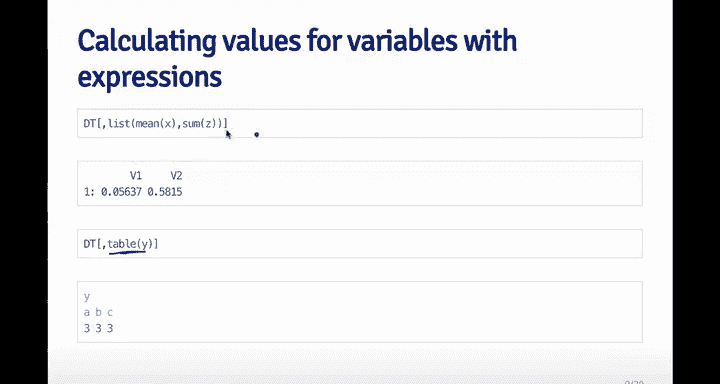 Calculating values for variables with
expressions
DT[,list(mean(x),sum(z))]
V1 V2
1: 0.05637 0.5815
DT[,table(y)]
y
a b c
3 3 3